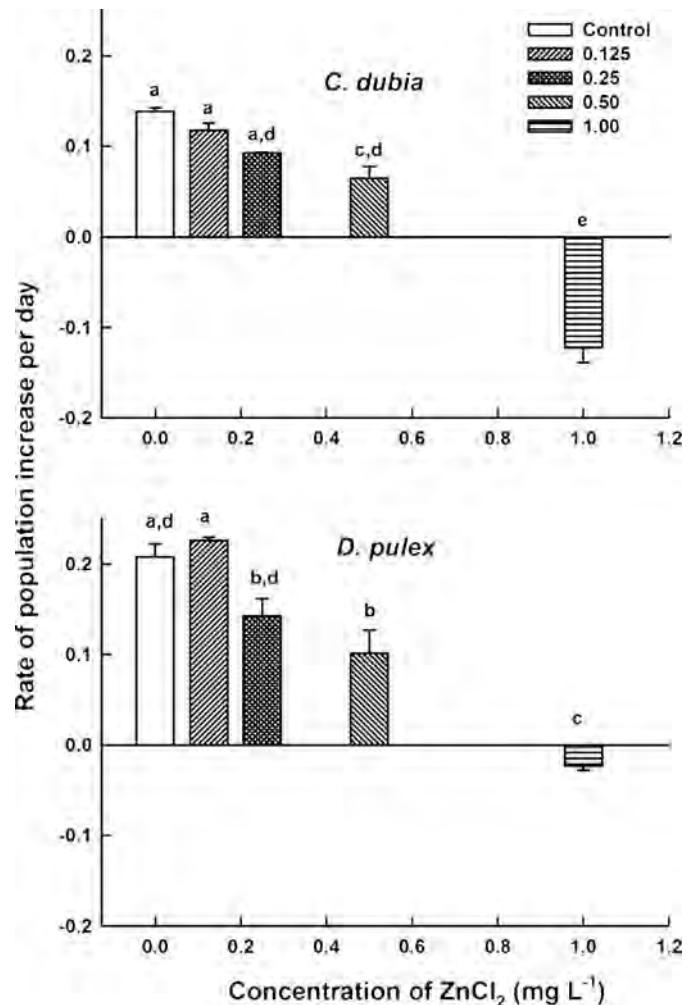 Control
0.125
0.25
0.50
1.00
C. dubia
0.2
0.1
0.0
-0.1
-0.2
a
a
a,d
c,d
e
0.0 0.2 0.4 0.6 0.8 1.0 1.2
Rate of population increase per day
D. pulex
0.2
0.1
0.0
-0.1
-0.2
a,d
a
b,d
b
c
0.0 0.2 0.4 0.6 0.8 1.0 1.2
Concentration of ZnCl₂ (mg L⁻¹)